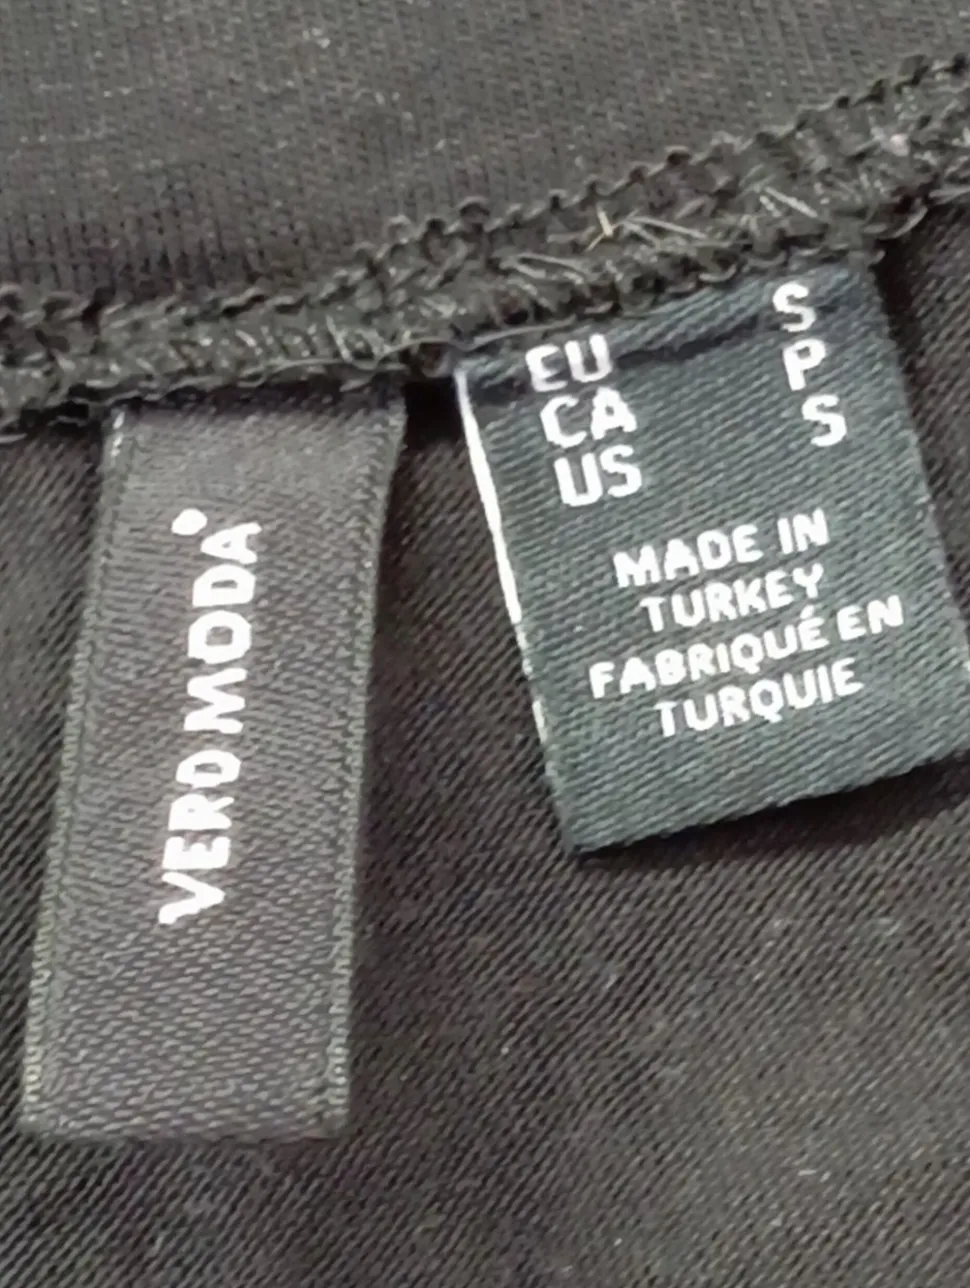 VERO MODA
EU S
CA P
US S
MADE IN
TURKEY
FABRIQUÉ EN
TURQUIE